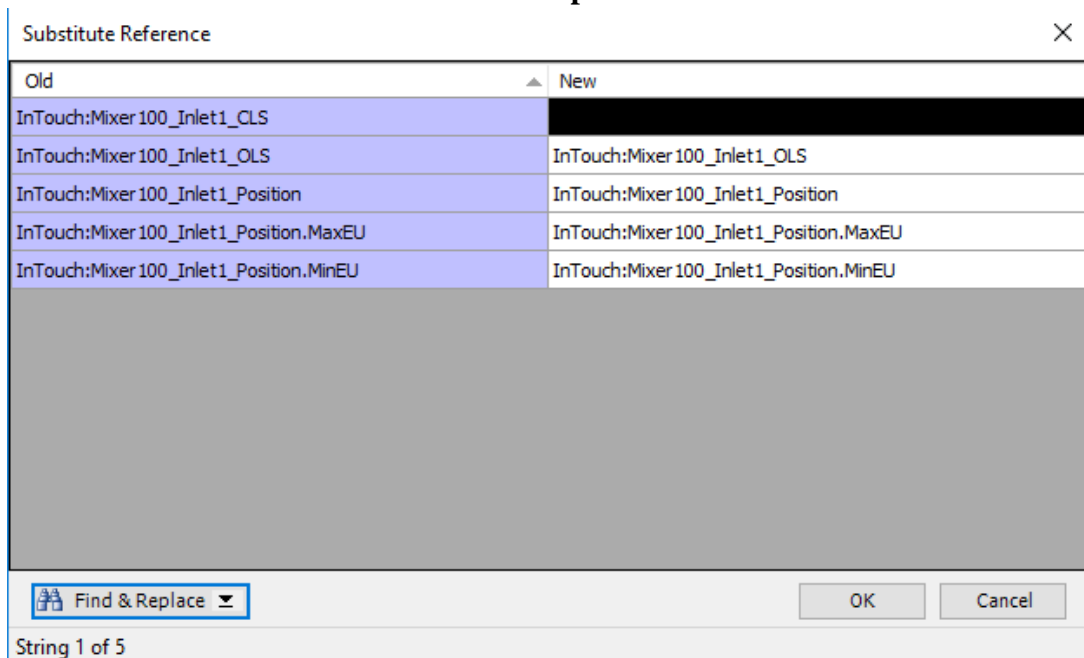 Substitute Reference
Old New
InTouch:Mixer100_Inlet1_CLS
InTouch:Mixer100_Inlet1_OLS InTouch:Mixer100_Inlet1_OLS
InTouch:Mixer100_Inlet1_Position InTouch:Mixer100_Inlet1_Position
InTouch:Mixer100_Inlet1_Position.MaxEU InTouch:Mixer100_Inlet1_Position.MaxEU
InTouch:Mixer100_Inlet1_Position.MinEU InTouch:Mixer100_Inlet1_Position.MinEU
Find & Replace OK Cancel
String 1 of 5